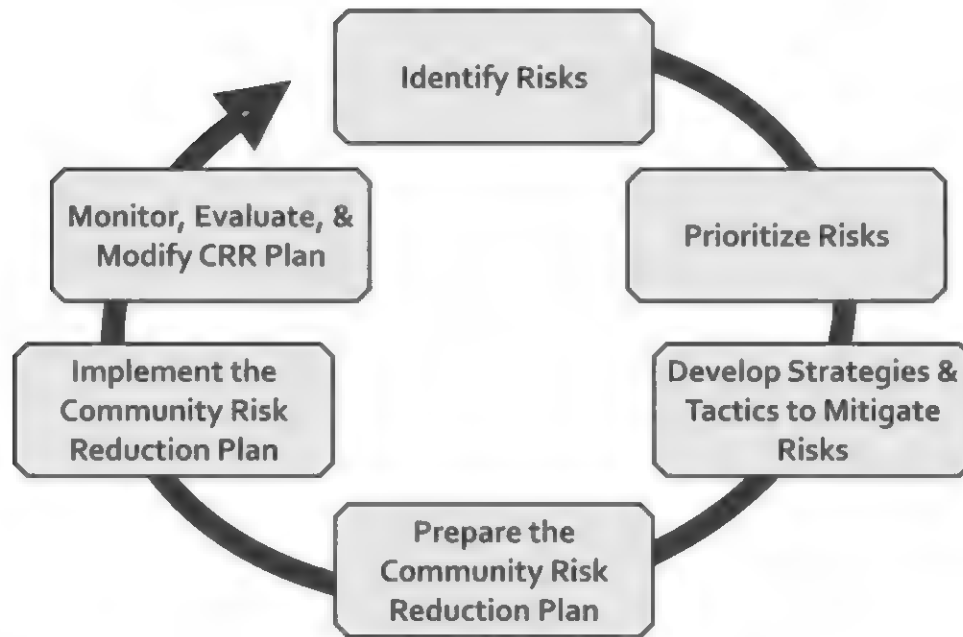 Identify Risks
Prioritize Risks
Develop Strategies &
Tactics to Mitigate
Risks
Prepare the
Community Risk
Reduction Plan
Implement the
Community Risk
Reduction Plan
Monitor, Evaluate, &
Modify CRR Plan